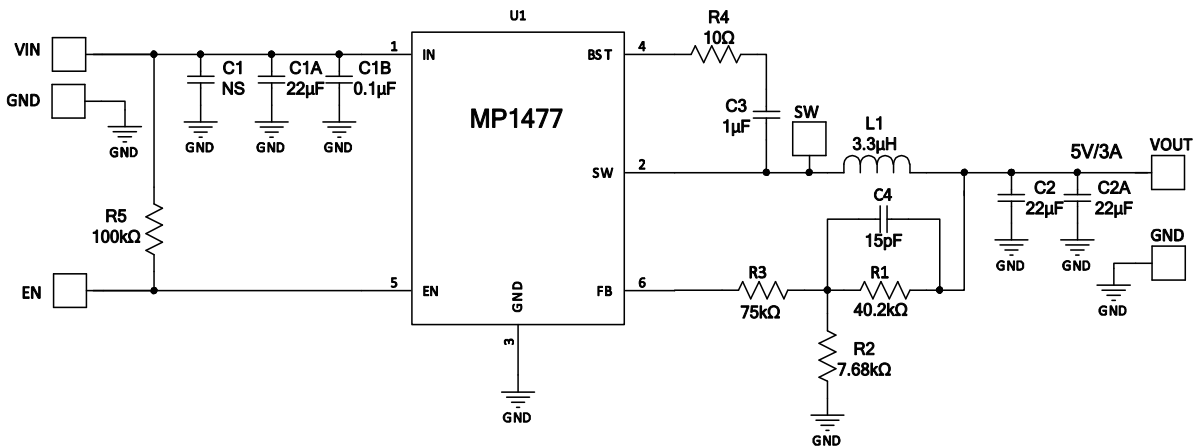 U1
VIN
1
IN
C1
NS
C1A
22µF
C1B
0.1µF
GND
GND
GND
GND
GND
MP1477
BST
4
R4
10Ω
C3
1µF
SW
SW
2
L1
3.3µH
5V/3A
VOUT
C2
22µF
C2A
22µF
GND
GND
GND
GND
C4
15pF
R5
100kΩ
EN
5
EN
GND
3
GND
FB
6
R3
75kΩ
R1
40.2kΩ
R2
7.68kΩ
GND